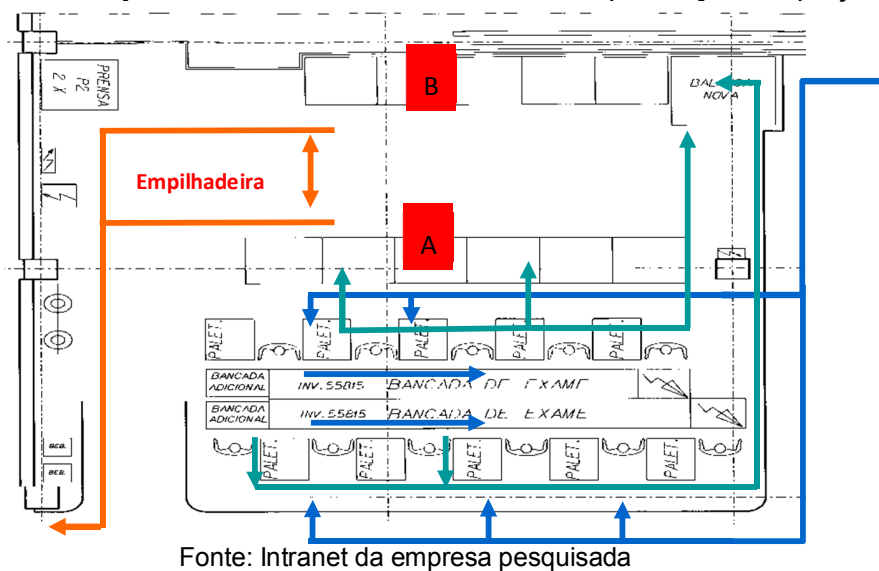 PRENSA
P2
2 X
B
BAL
NOVA
Empilhadeira
A
PALET.
PALET.
PALET.
PALET.
PALET.
BANCADA
ADICIONAL
INV. 55815 BANCADA DE EXAME
BANCADA
ADICIONAL
INV. 55815 BANCADA DE EXAME
BEB.
BEB.
PALET.
PALET.
PALET.
PALET.
PALET.
Fonte: Intranet da empresa pesquisada